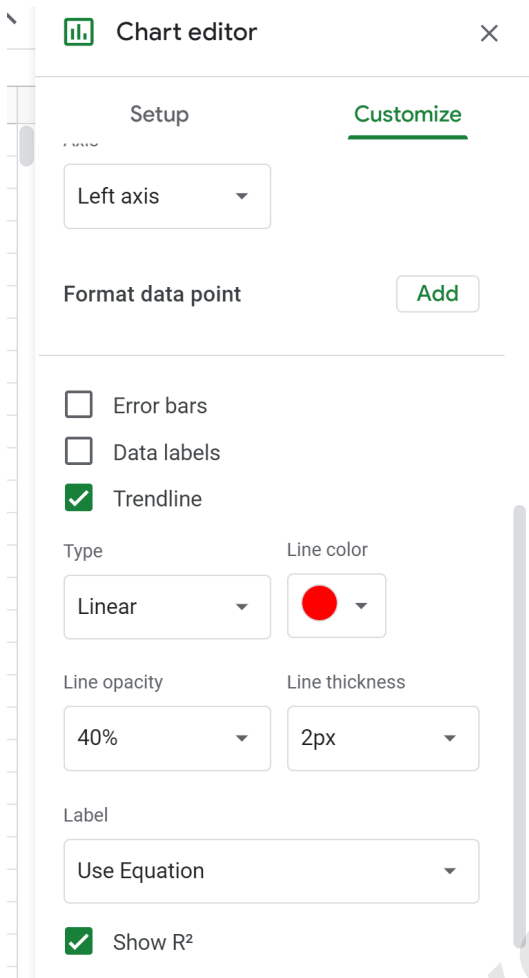 Chart editor
Setup Customize
Axis
Left axis
Format data point Add
Error bars
Data labels
Trendline
Type Line color
Linear
Line opacity Line thickness
40% 2px
Label
Use Equation
Show R²